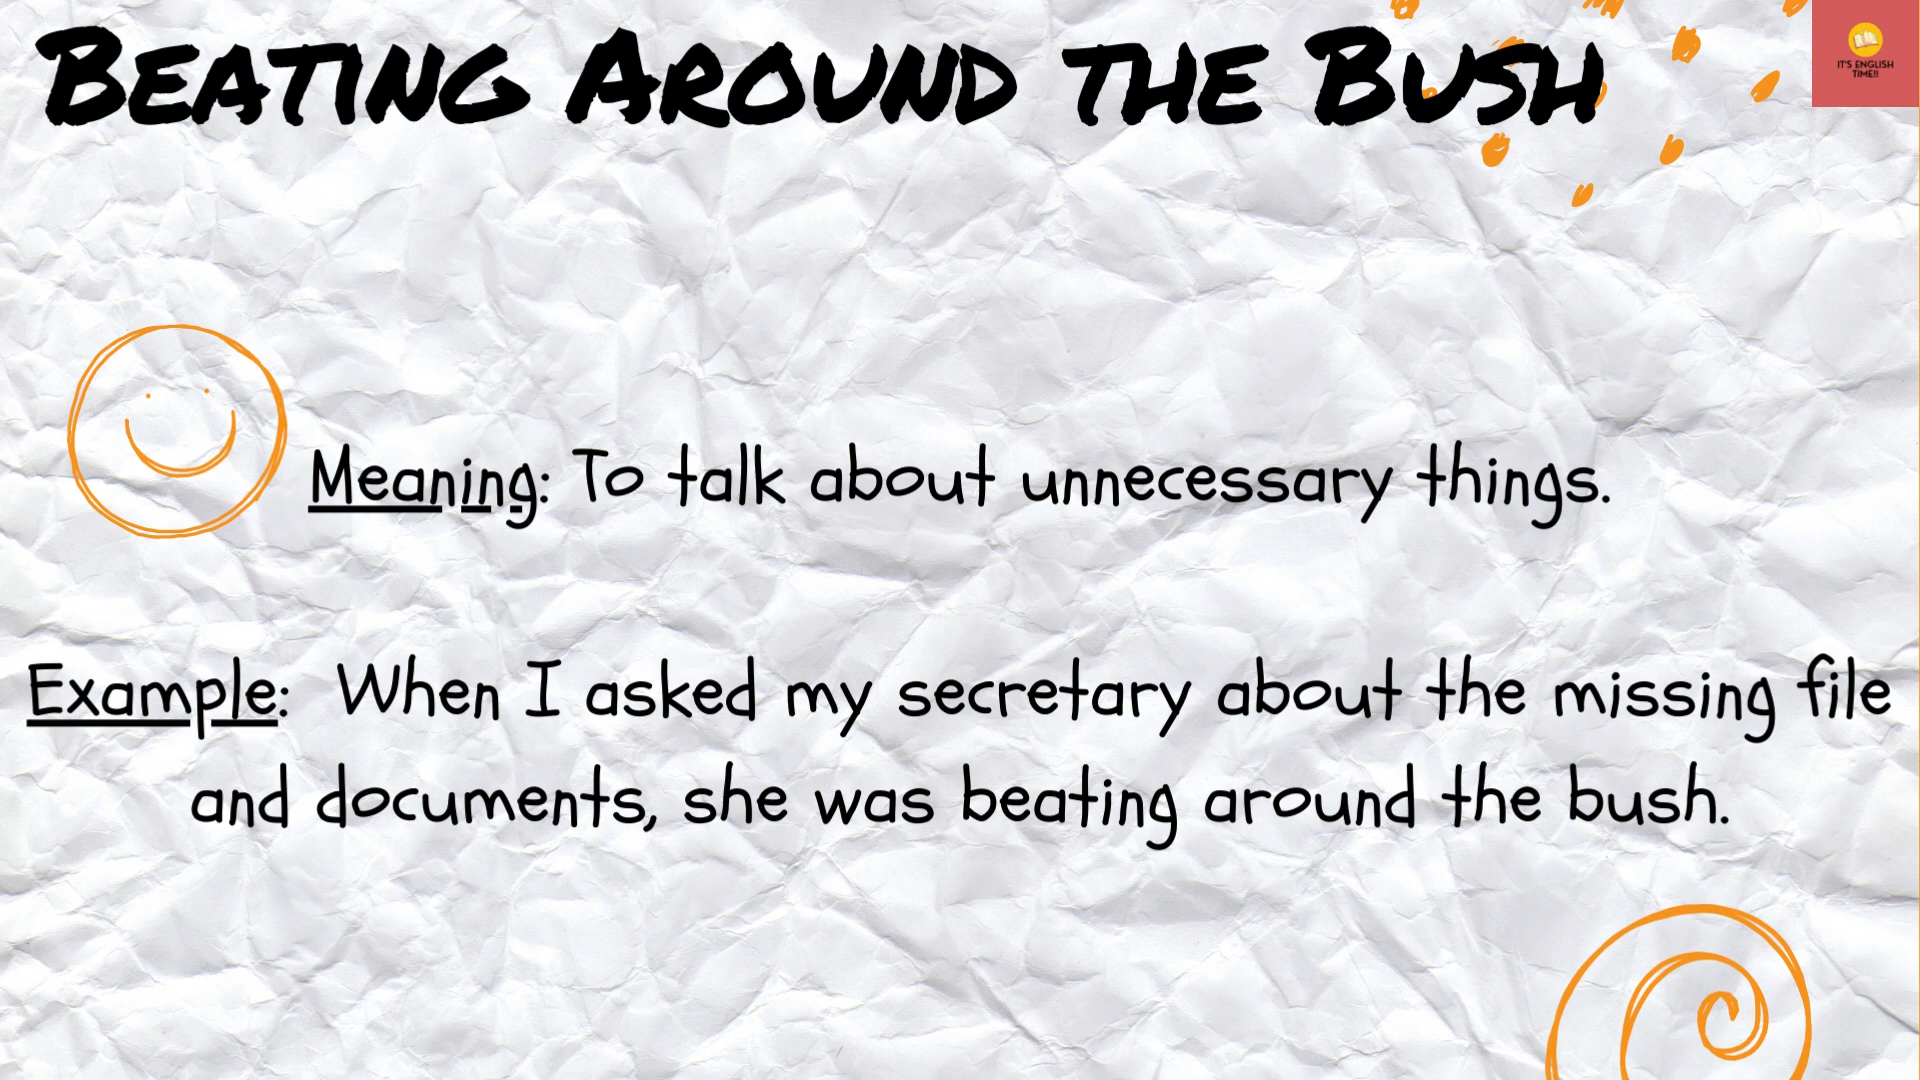 Beating Around the Bush
IT'S ENGLISH
TIME!!
Meaning: To talk about unnecessary things.
Example: When I asked my secretary about the missing file
and documents, she was beating around the bush.